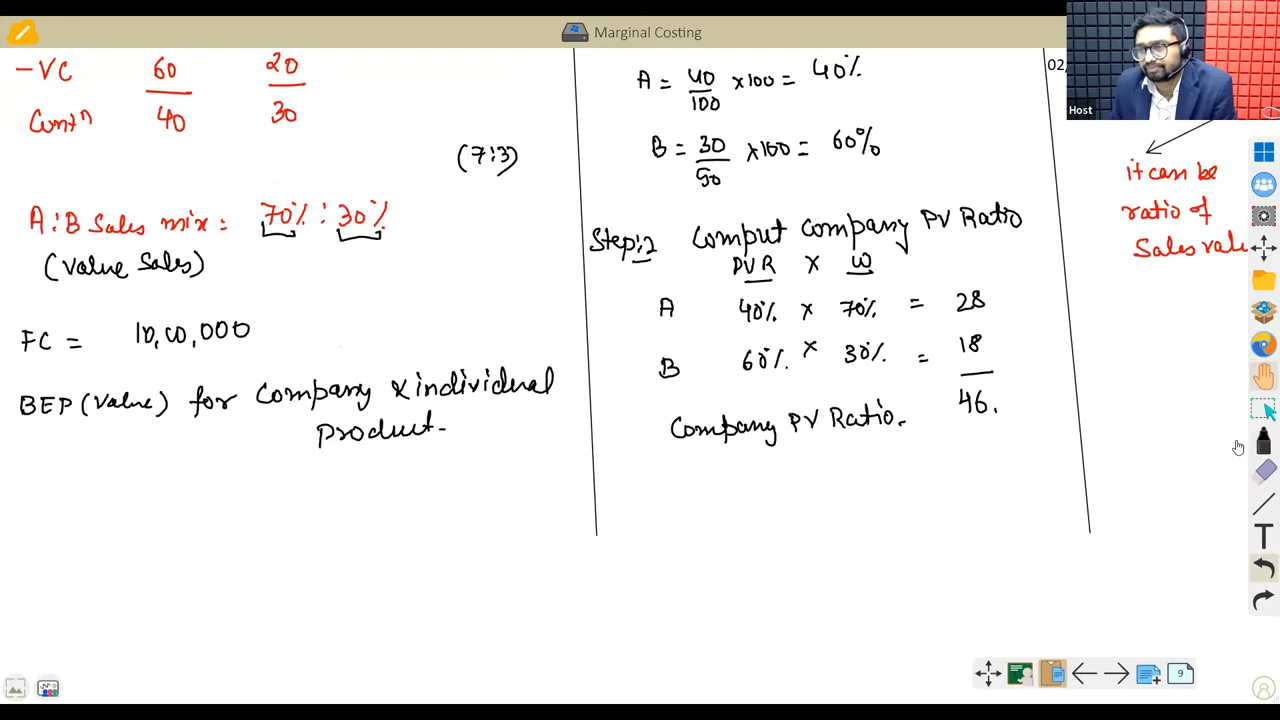 Marginal Costing
Host
- VC 60 20
Contn 40 30
(7:3)
A:B Sales mix = 70% : 30%
(Value Sales)
FC = 10,00,000
BEP (Value) for Company & individual
product-
A = 40/100 x100 = 40%
B = 30/50 x100 = 60%
Step:2 Comput Company PV Ratio
PVR x W
A 40% x 70% = 28
B 60% x 30% = 18
46.
Company PV Ratio.
02/
it can be
ratio of
Sales valu
T
9